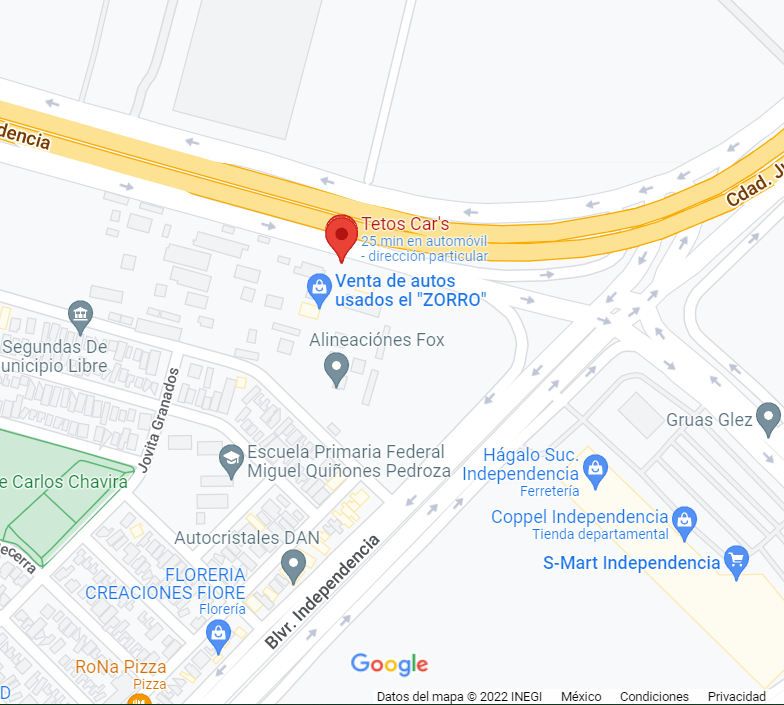 dencia
Cdad. Ju
Tetos Car's
25 min en automóvil
- dirección particular
Venta de autos
usados el "ZORRO"
Segundas De
unicipio Libre
Alineaciónes Fox
Jovita Granados
Gruas Glez
Escuela Primaria Federal
Miguel Quiñones Pedroza
Hágalo Suc.
Independencia
Ferretería
e Carlos Chavira
Coppel Independencia
Tienda departamental
Autocristales DAN
S-Mart Independencia
ecerra
FLORERIA
CREACIONES FIORE
Florería
Blvr. Independencia
RoNa Pizza
Pizza
D
Google
Datos del mapa © 2022 INEGI México Condiciones Privacidad